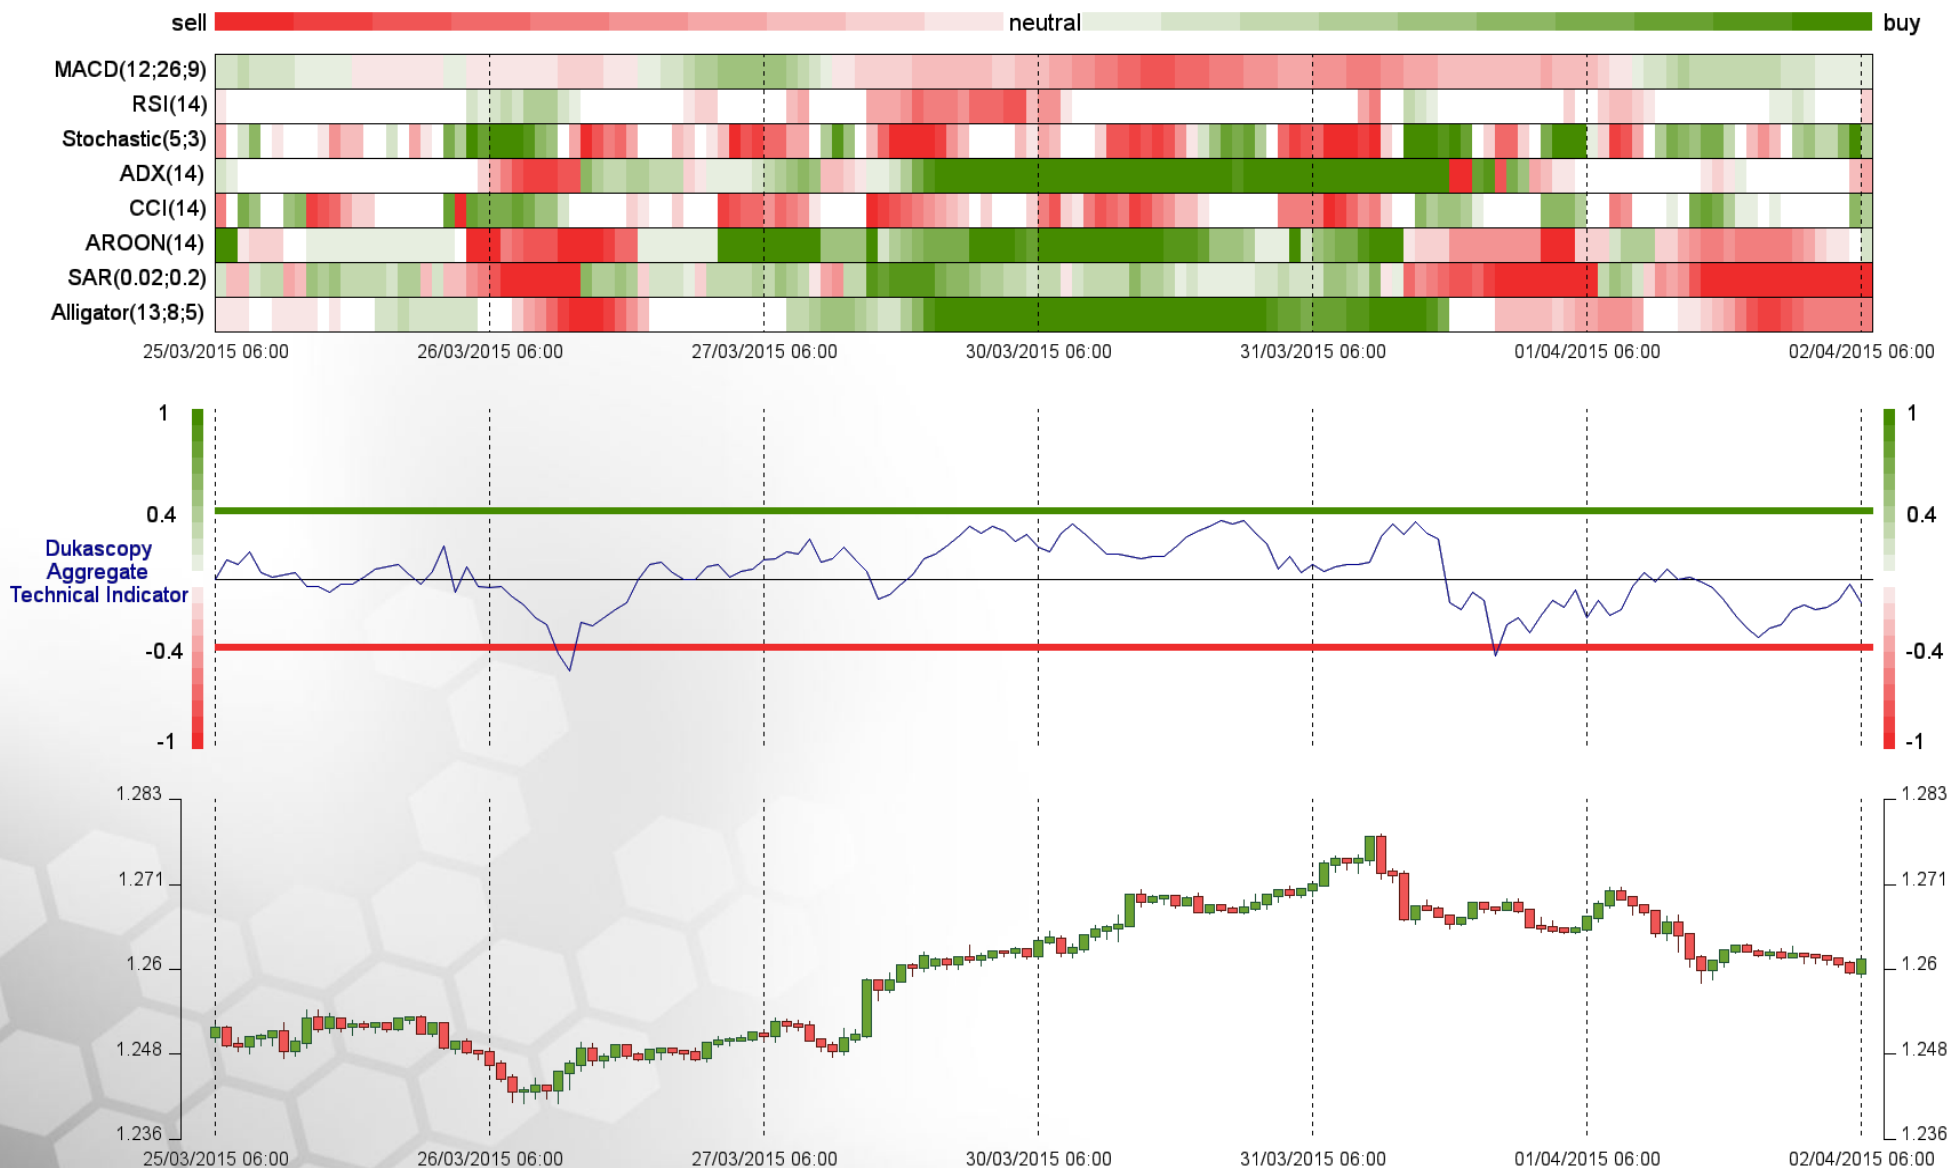 sell neutral buy
MACD(12;26;9)
RSI(14)
Stochastic(5;3)
ADX(14)
CCI(14)
AROON(14)
SAR(0.02;0.2)
Alligator(13;8;5)
25/03/2015 06:00 26/03/2015 06:00 27/03/2015 06:00 30/03/2015 06:00 31/03/2015 06:00 01/04/2015 06:00 02/04/2015 06:00
1 1
0.4 0.4
Dukascopy
Aggregate
Technical Indicator
-0.4 -0.4
-1 -1
1.283 1.283
1.271 1.271
1.26 1.26
1.248 1.248
1.236 1.236
25/03/2015 06:00 26/03/2015 06:00 27/03/2015 06:00 30/03/2015 06:00 31/03/2015 06:00 01/04/2015 06:00 02/04/2015 06:00